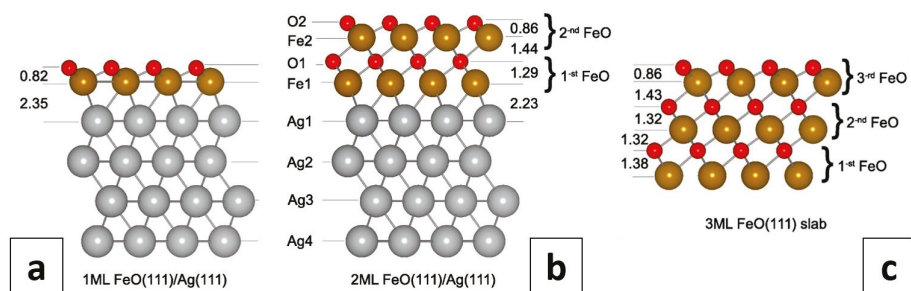 0.82
2.35
a
1ML FeO(111)/Ag(111)
O2
Fe2
O1
Fe1
Ag1
Ag2
Ag3
Ag4
0.86
1.44
1.29
2.23
2-nd FeO
1-st FeO
2ML FeO(111)/Ag(111)
b
0.86
1.43
1.32
1.32
1.38
3-rd FeO
2-nd FeO
1-st FeO
3ML FeO(111) slab
c